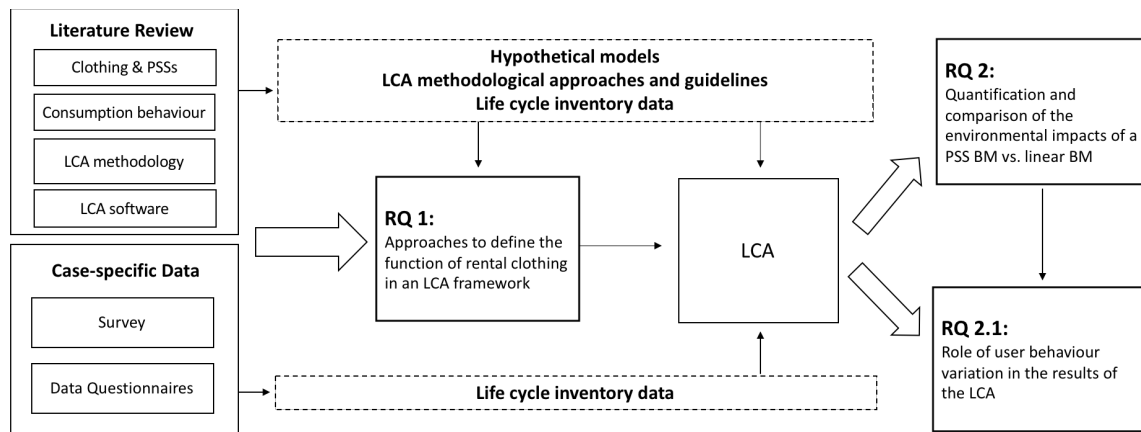 Literature Review
Clothing & PSSs
Consumption behaviour
LCA methodology
LCA software
Case-specific Data
Survey
Data Questionnaires
Hypothetical models
LCA methodological approaches and guidelines
Life cycle inventory data
RQ 1:
Approaches to define the
function of rental clothing
in an LCA framework
LCA
Life cycle inventory data
RQ 2:
Quantification and
comparison of the
environmental impacts of a
PSS BM vs. linear BM
RQ 2.1:
Role of user behaviour
variation in the results of
the LCA